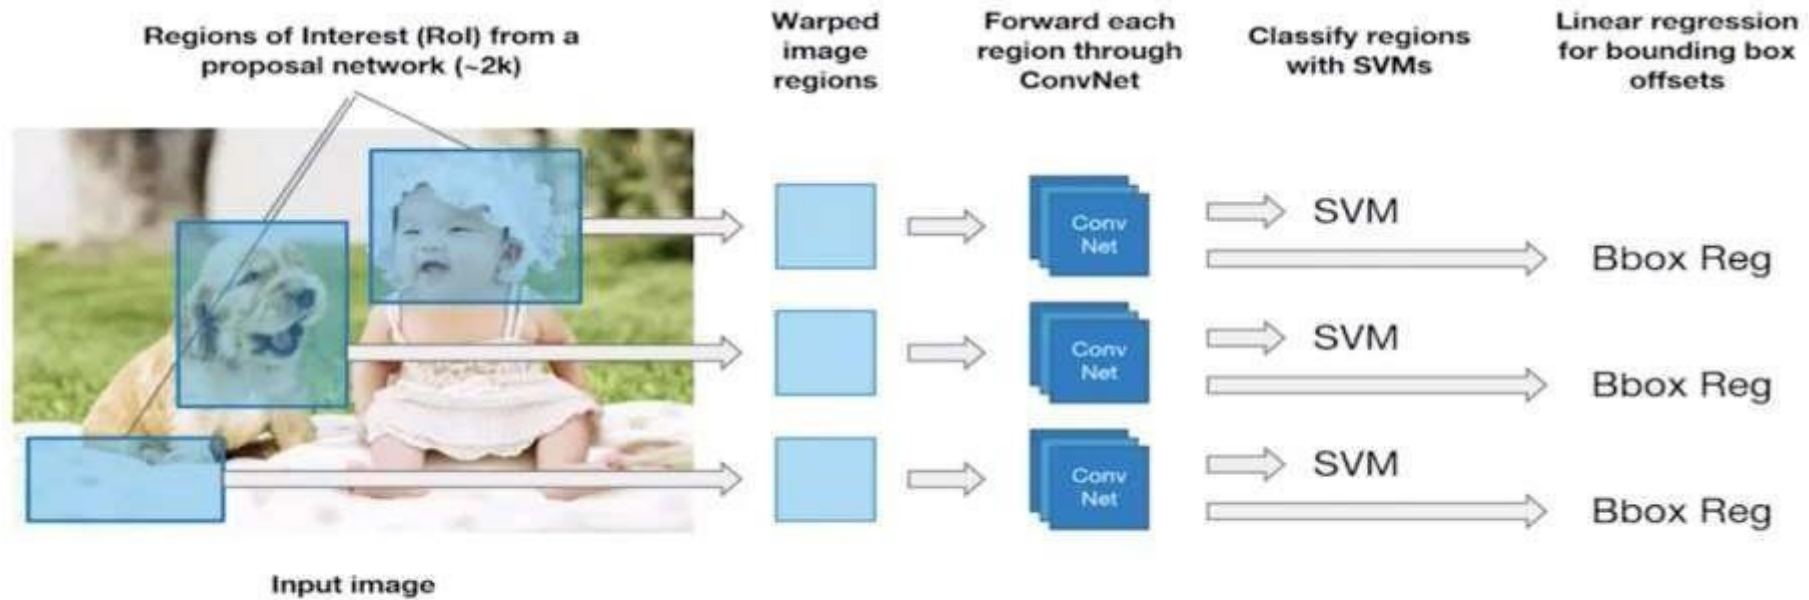 Regions of Interest (RoI) from a
proposal network (~2k)
Warped
image
regions
Forward each
region through
ConvNet
Classify regions
with SVMs
Linear regression
for bounding box
offsets
Conv
Net
SVM
Bbox Reg
Conv
Net
SVM
Bbox Reg
Conv
Net
SVM
Bbox Reg
Input image